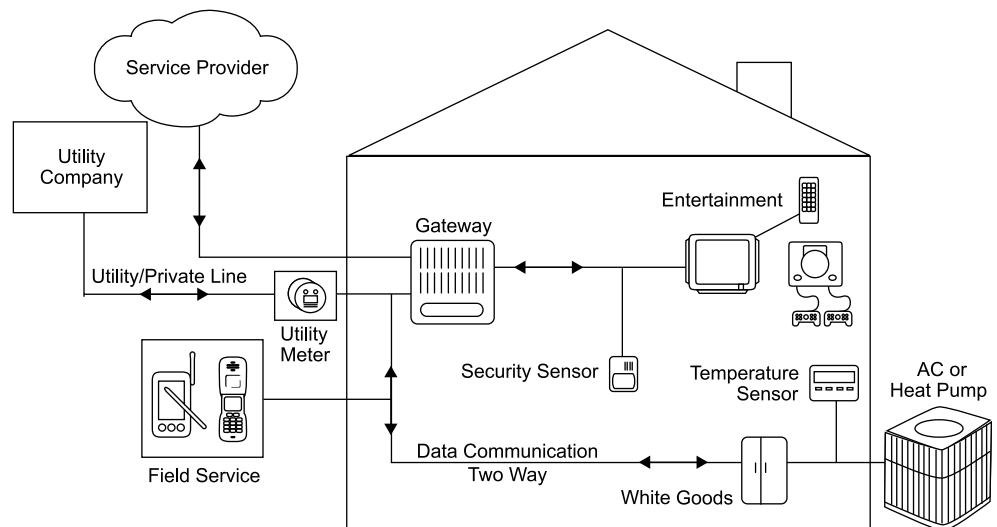 Service Provider
Utility
Company
Entertainment
Gateway
Utility/Private Line
Utility
Meter
Security Sensor
Temperature
Sensor
AC or
Heat Pump
Data Communication
Two Way
Field Service
White Goods